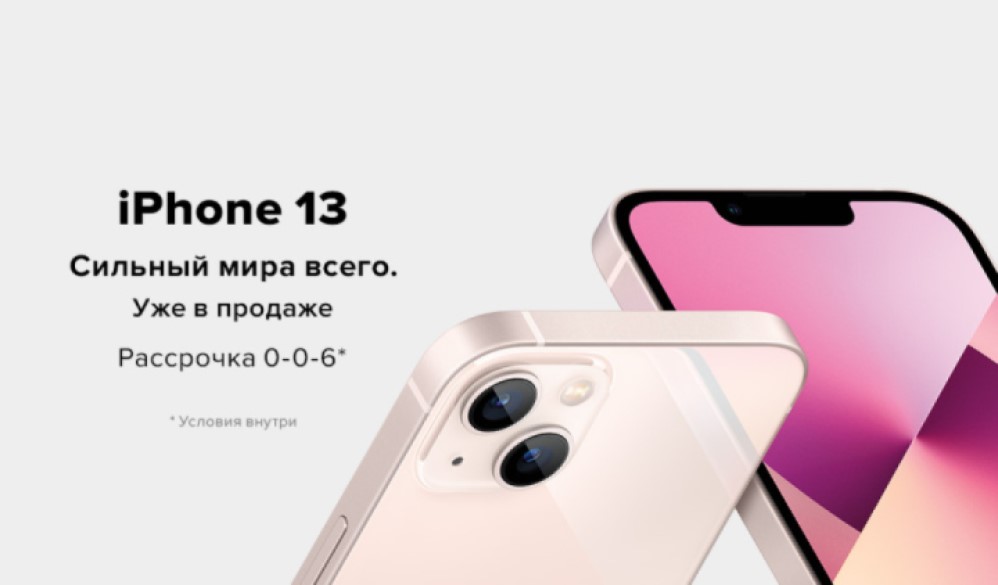 iPhone 13
Сильный мира всего.
Уже в продаже
Рассрочка 0-0-6*
* Условия внутри